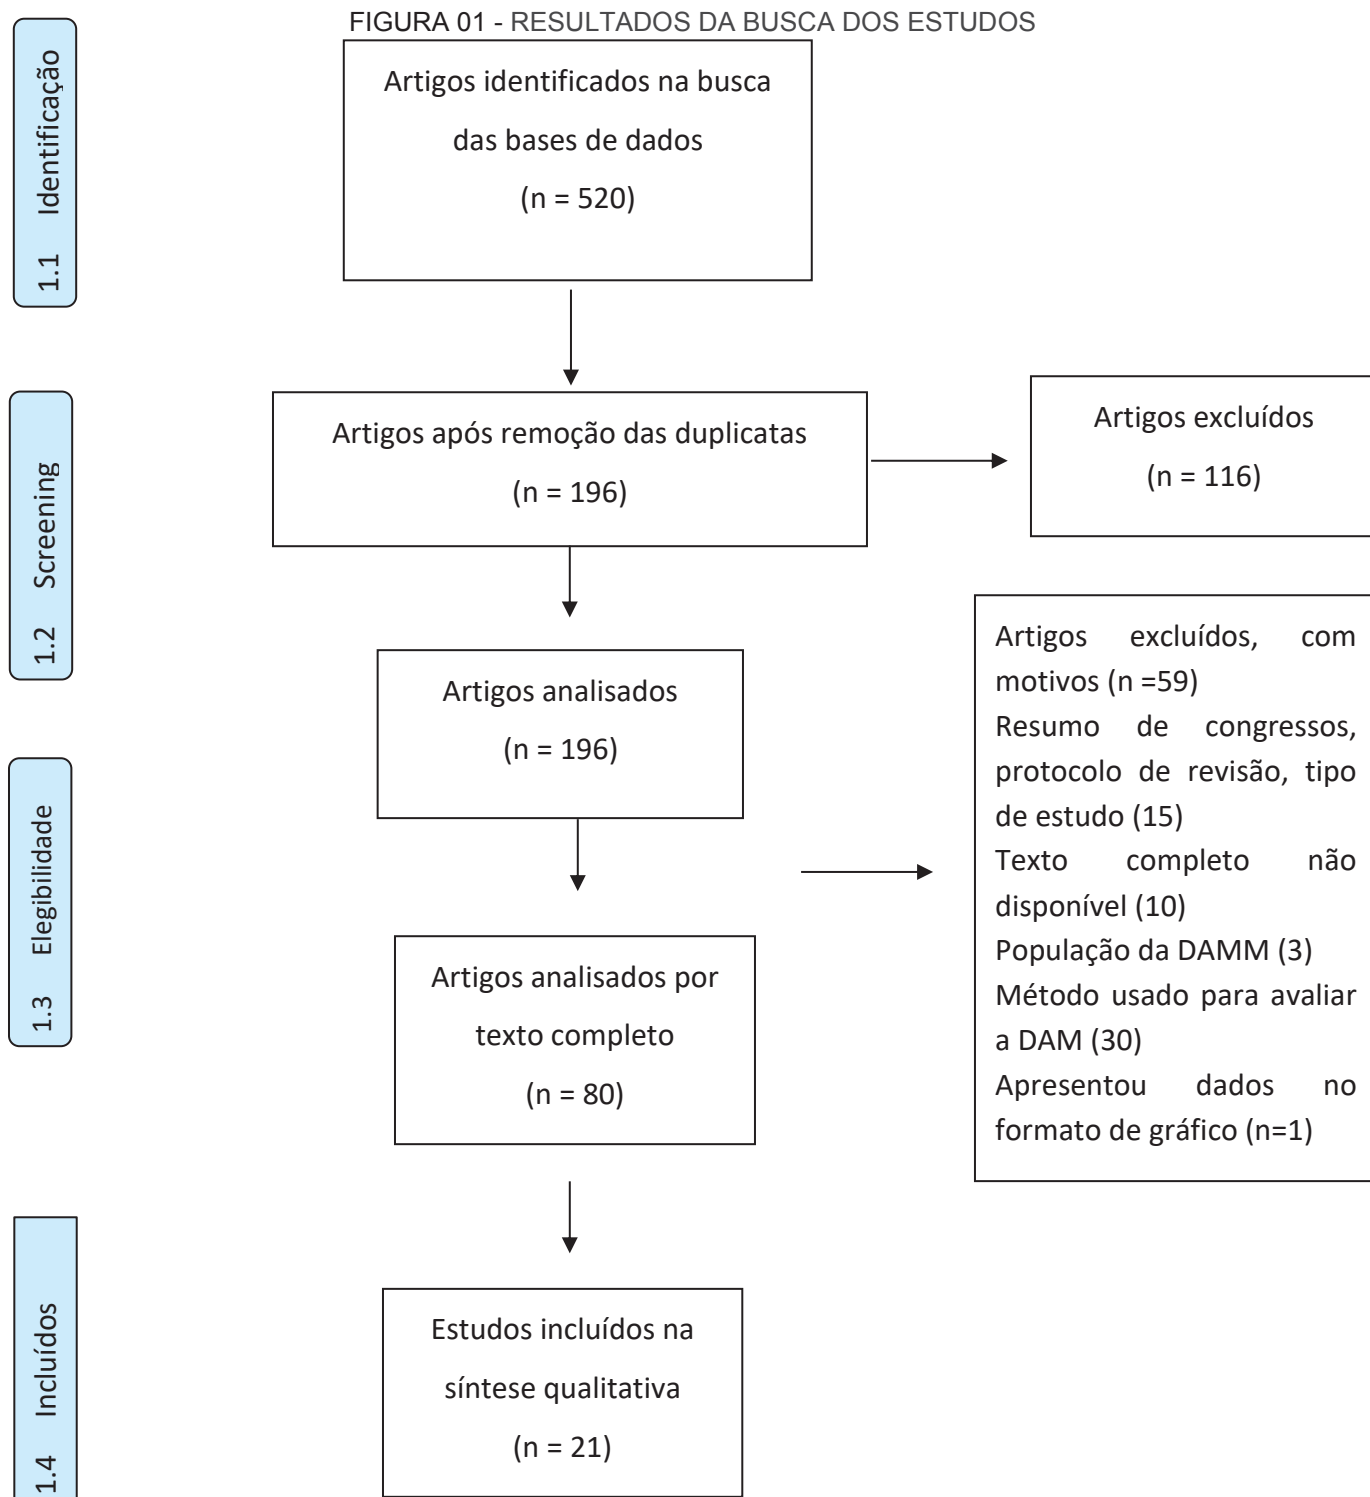 FIGURA 01 - RESULTADOS DA BUSCA DOS ESTUDOS
1.1 Identificação
Artigos identificados na busca
das bases de dados
(n = 520)
1.2 Screening
Artigos após remoção das duplicatas
(n = 196)
Artigos excluídos
(n = 116)
Artigos analisados
(n = 196)
1.3 Elegibilidade
Artigos excluídos, com
motivos (n =59)
Resumo de congressos,
protocolo de revisão, tipo
de estudo (15)
Texto completo não
disponível (10)
População da DAMM (3)
Método usado para avaliar
a DAM (30)
Apresentou dados no
formato de gráfico (n=1)
Artigos analisados por
texto completo
(n = 80)
1.4 Incluídos
Estudos incluídos na
síntese qualitativa
(n = 21)